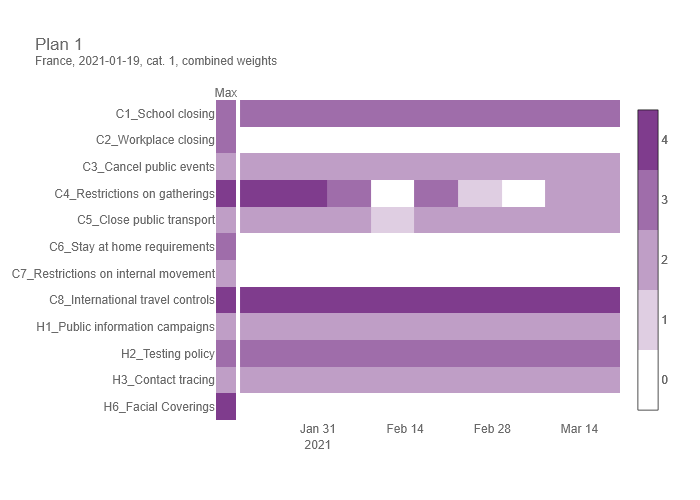 Plan 1
France, 2021-01-19, cat. 1, combined weights
Max
C1_School closing
C2_Workplace closing
C3_Cancel public events
C4_Restrictions on gatherings
C5_Close public transport
C6_Stay at home requirements
C7_Restrictions on internal movement
C8_International travel controls
H1_Public information campaigns
H2_Testing policy
H3_Contact tracing
H6_Facial Coverings
Jan 31 Feb 14 Feb 28 Mar 14
2021
4
3
2
1
0